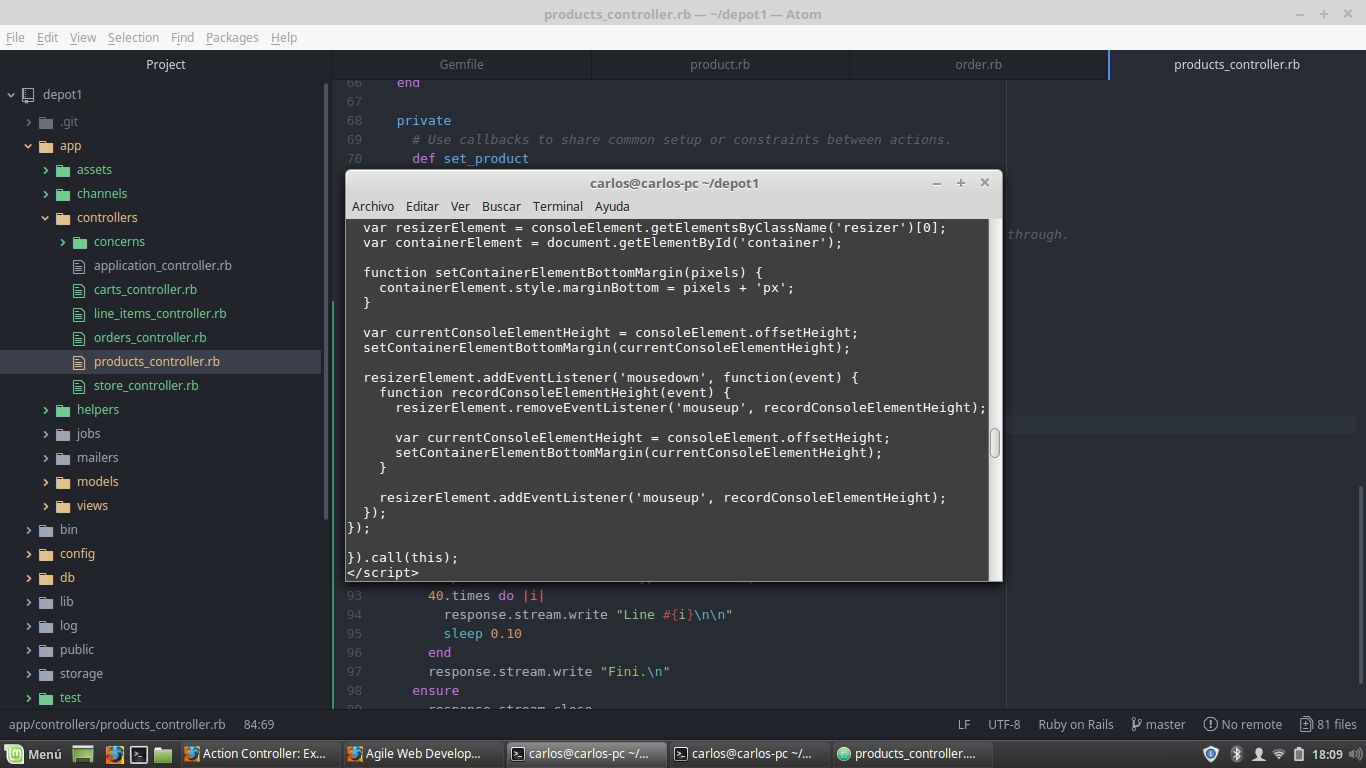 products_controller.rb — ~/depot1 — Atom
File Edit View Selection Find Packages Help
Project
Gemfile
product.rb
order.rb
products_controller.rb
depot1
.git
app
assets
channels
controllers
concerns
application_controller.rb
carts_controller.rb
line_items_controller.rb
orders_controller.rb
products_controller.rb
store_controller.rb
helpers
jobs
mailers
models
views
bin
config
db
lib
log
public
storage
test
66 end
67
68 private
69 # Use callbacks to share common setup or constraints between actions.
70 def set_product
through.
carlos@carlos-pc ~/depot1
Archivo Editar Ver Buscar Terminal Ayuda
var resizerElement = consoleElement.getElementsByClassName('resizer')[0];
var containerElement = document.getElementById('container');
function setContainerElementBottomMargin(pixels) {
containerElement.style.marginBottom = pixels + 'px';
}
var currentConsoleElementHeight = consoleElement.offsetHeight;
setContainerElementBottomMargin(currentConsoleElementHeight);
resizerElement.addEventListener('mousedown', function(event) {
function recordConsoleElementHeight(event) {
resizerElement.removeEventListener('mouseup', recordConsoleElementHeight);
var currentConsoleElementHeight = consoleElement.offsetHeight;
setContainerElementBottomMargin(currentConsoleElementHeight);
}
resizerElement.addEventListener('mouseup', recordConsoleElementHeight);
});
});
}).call(this);
</script>
93 40.times do |i|
94 response.stream.write "Line #{i}\n\n"
95 sleep 0.10
96 end
97 response.stream.write "Fini.\n"
98 ensure
99 response.stream.close
app/controllers/products_controller.rb 84:69
LF UTF-8 Ruby on Rails master No remote 81 files
Menú
Action Controller: Ex...
Agile Web Develop...
carlos@carlos-pc ~/...
carlos@carlos-pc ~/...
products_controller....
18:09